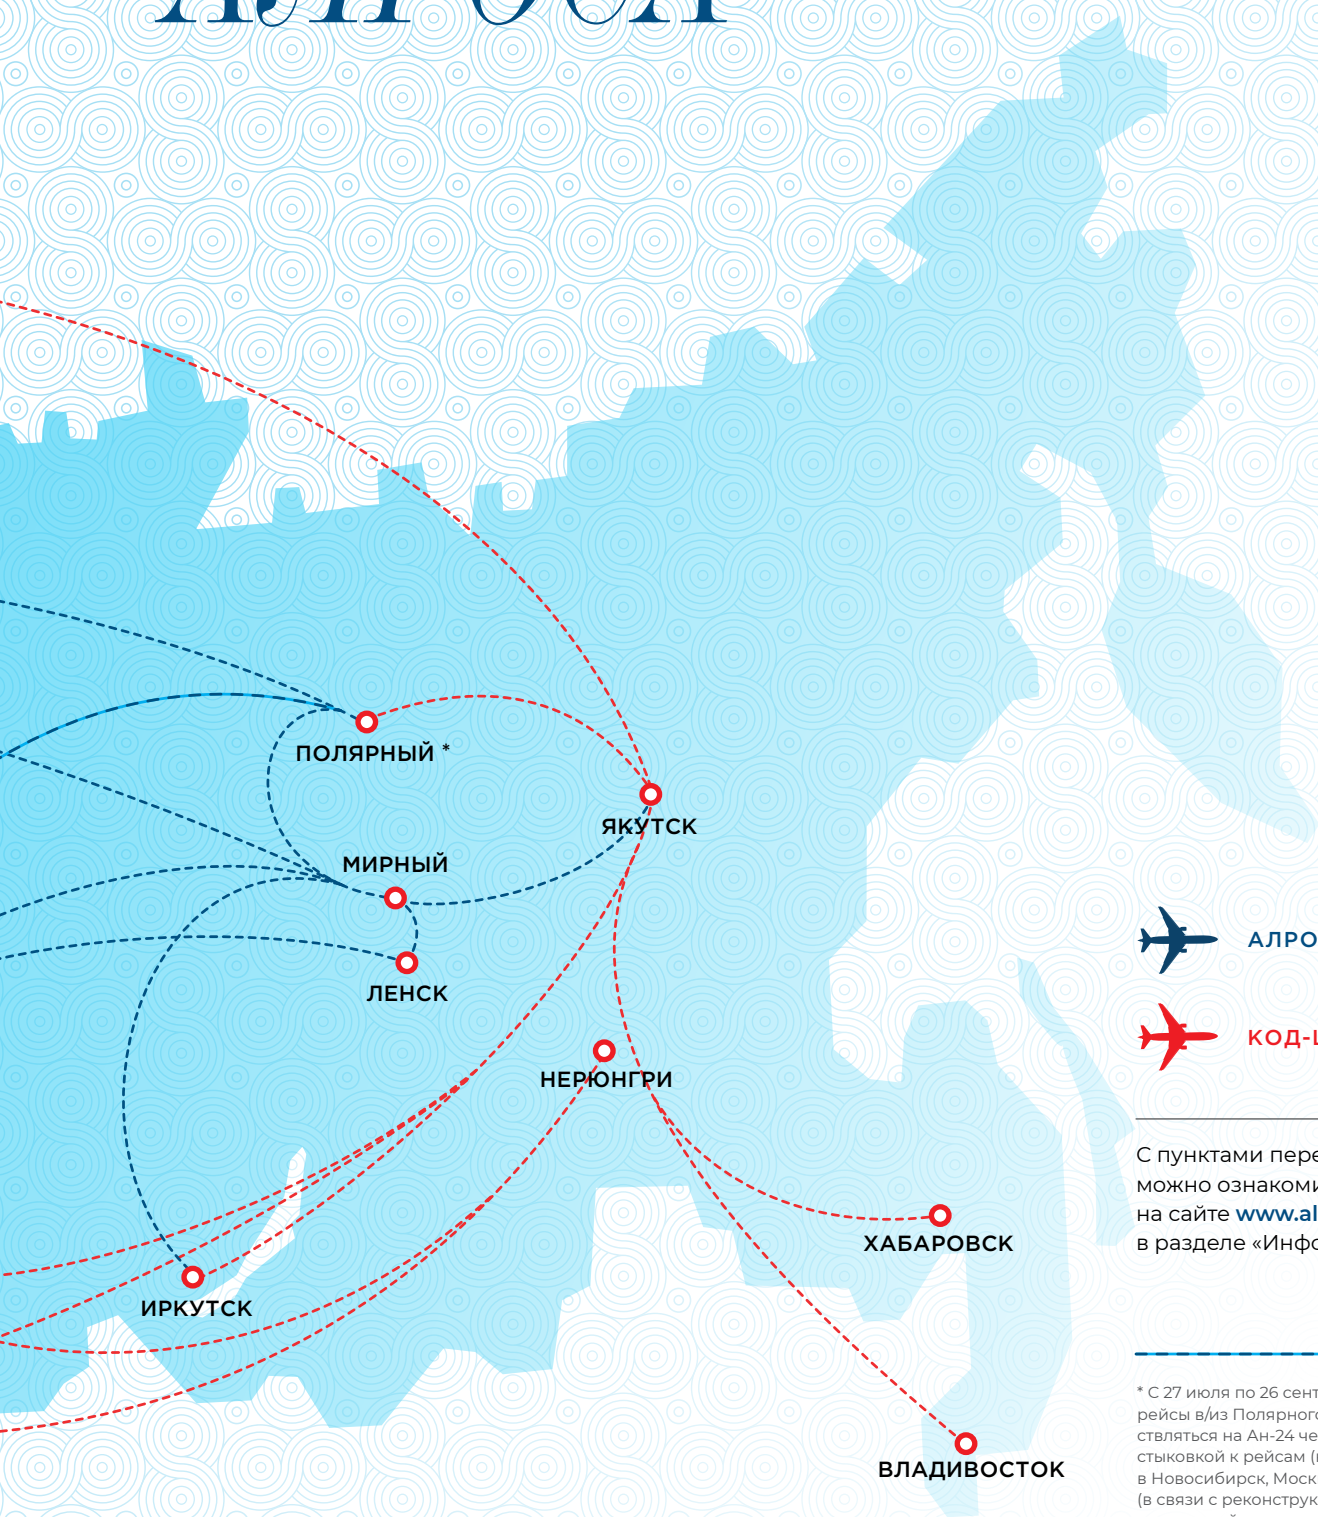 АЛРОСА
ПОЛЯРНЫЙ *
ЯКУТСК
МИРНЫЙ
ЛЕНСК
НЕРЮНГРИ
ХАБАРОВСК
ИРКУТСК
ВЛАДИВОСТОК
АЛРО
КОД-
С пунктами пере
можно ознакоми
на сайте www.al
в разделе «Инфо
* С 27 июля по 26 сент
рейсы в/из Полярного
ствляться на Ан-24 че
стыковкой к рейсам (
в Новосибирск, Моск
(в связи с реконструк